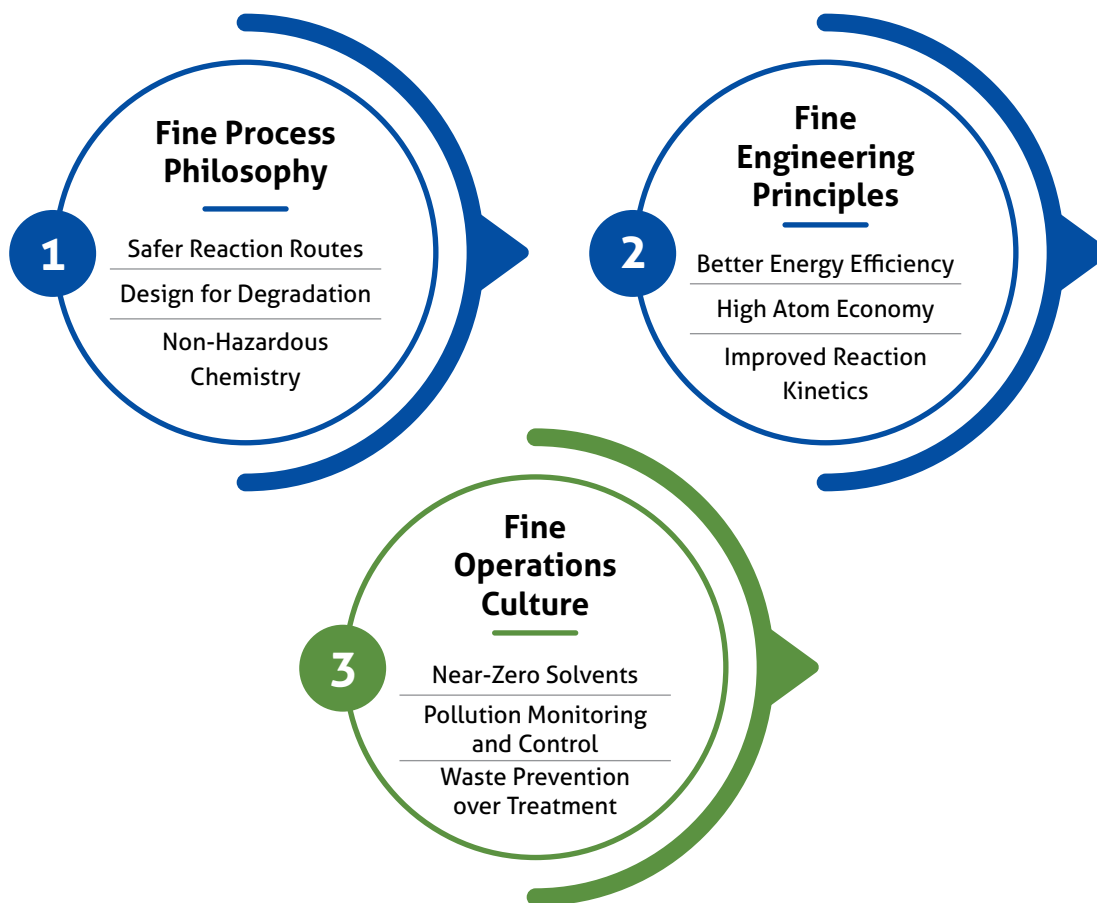 1
Fine Process
Philosophy
Safer Reaction Routes
Design for Degradation
Non-Hazardous
Chemistry
2
Fine
Engineering
Principles
Better Energy Efficiency
High Atom Economy
Improved Reaction
Kinetics
3
Fine
Operations
Culture
Near-Zero Solvents
Pollution Monitoring
and Control
Waste Prevention
over Treatment